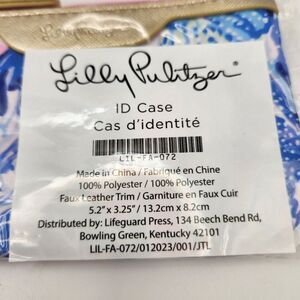 Lilly Pulitzer®
ID Case
Cas d'identité
LIL-FA-072
Made in China / Fabriqué en Chine
100% Polyester / 100% Polyester
Faux Leather Trim / Garniture en Faux Cuir
5.2" x 3.25" / 13.2cm x 8.2cm
Distributed by: Lifeguard Press, 134 Beech Bend Rd,
Bowling Green, Kentucky 42101
LIL-FA-072/012023/001/JTL